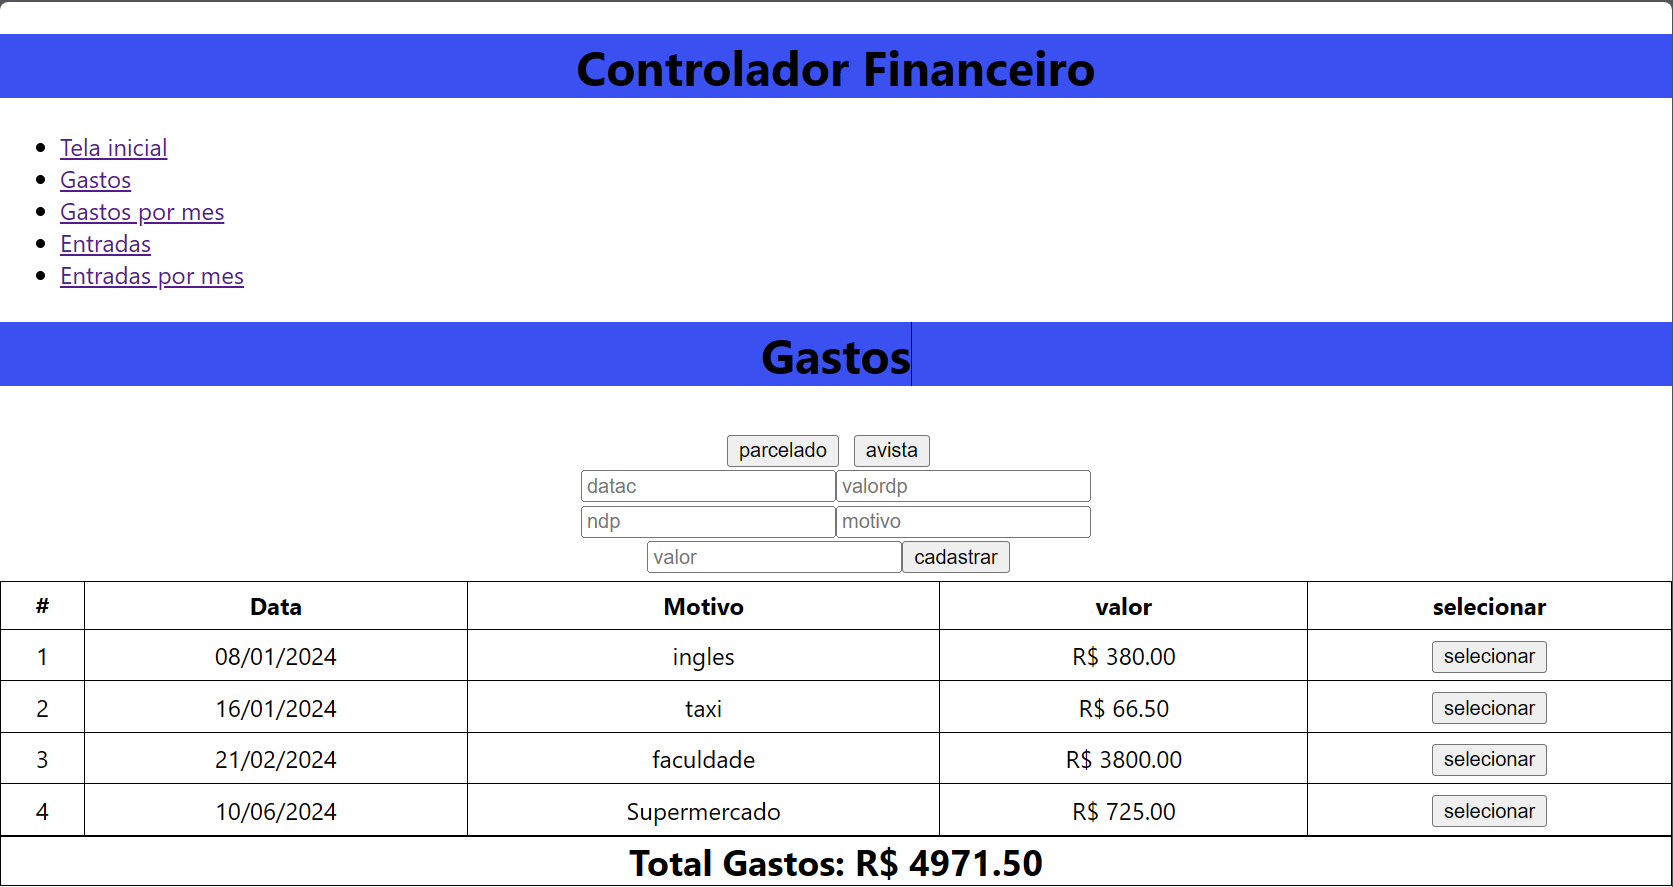 Controlador Financeiro
Tela inicial
Gastos
Gastos por mes
Entradas
Entradas por mes
Gastos
parcelado avista
datac valordp
ndp motivo
valor cadastrar
# Data Motivo valor selecionar
1 08/01/2024 ingles R$ 380.00 selecionar
2 16/01/2024 taxi R$ 66.50 selecionar
3 21/02/2024 faculdade R$ 3800.00 selecionar
4 10/06/2024 Supermercado R$ 725.00 selecionar
Total Gastos: R$ 4971.50